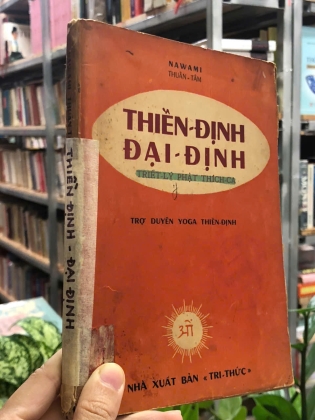 NAWAMI
THUẦN-TÂM
THIỀN-ĐỊNH
ĐẠI-ĐỊNH
TRIẾT-LÝ PHẬT THÍCH-CA
TRỢ DUYÊN YOGA THIỀN-ĐỊNH
NHÀ XUẤT BẢN «TRI-THỨC»
THIỀN-ĐỊNH - ĐẠI-ĐỊNH